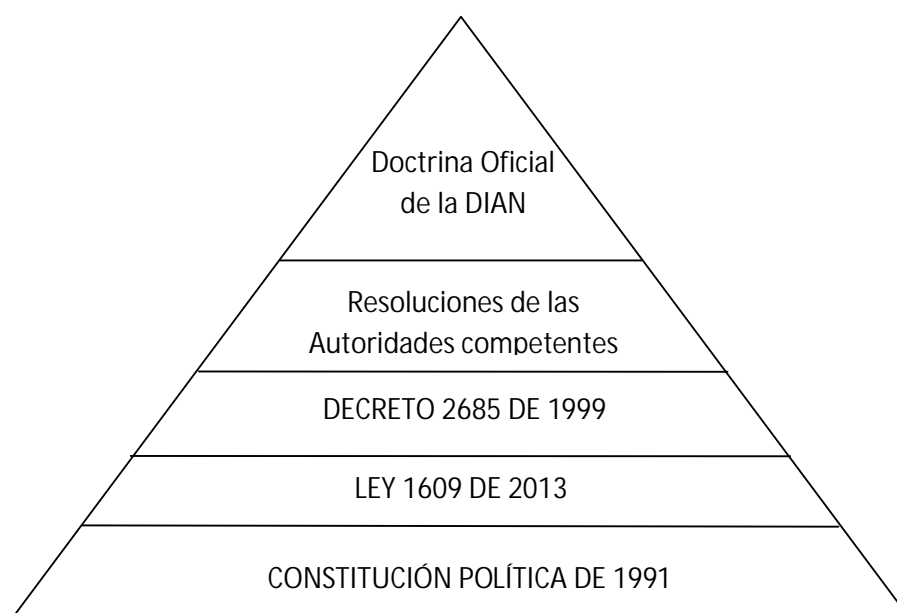 Doctrina Oficial
de la DIAN
Resoluciones de las
Autoridades competentes
DECRETO 2685 DE 1999
LEY 1609 DE 2013
CONSTITUCIÓN POLÍTICA DE 1991